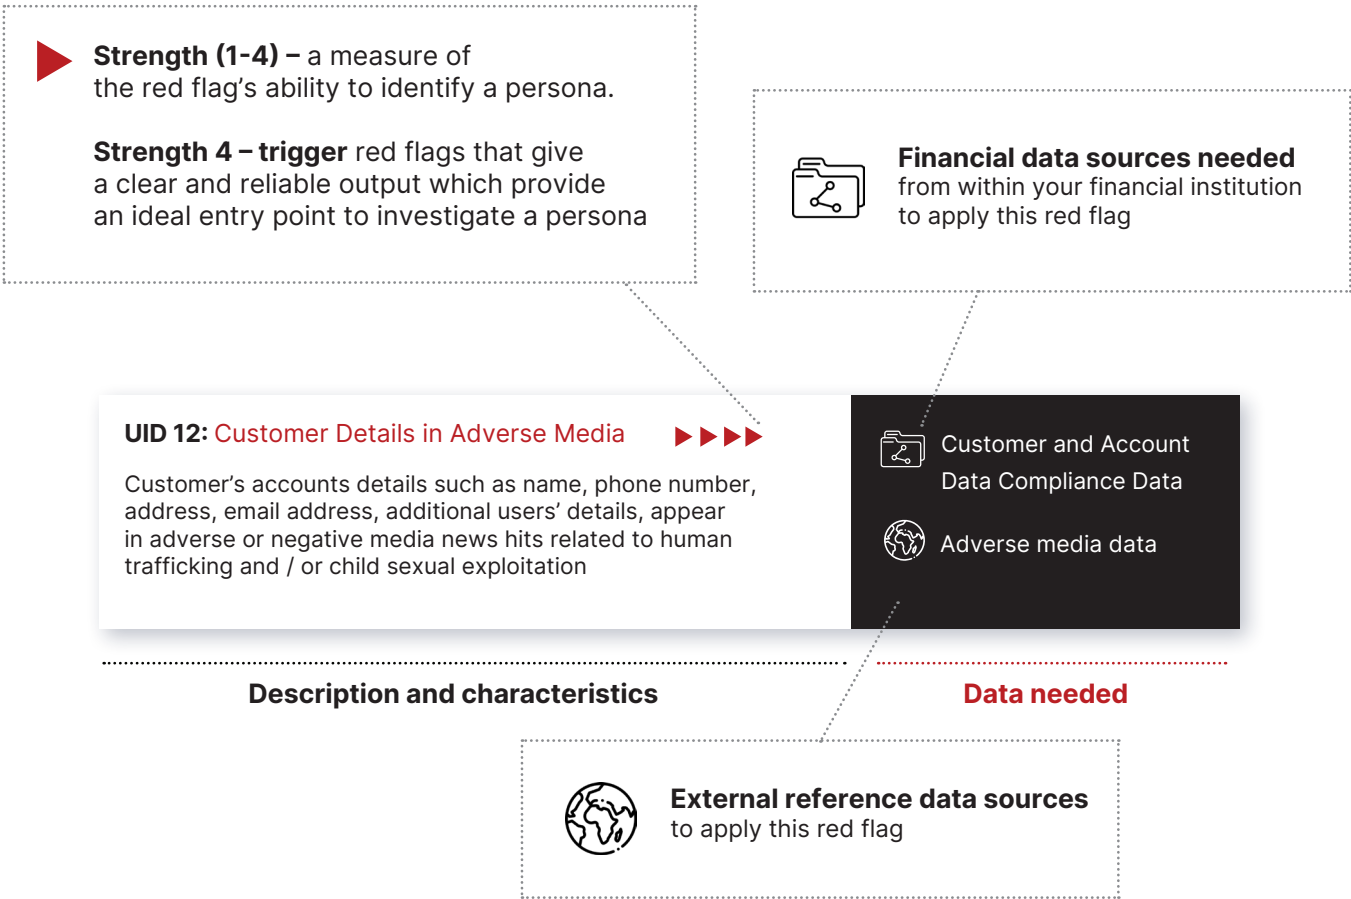 Strength (1-4) – a measure of
the red flag’s ability to identify a persona.
Strength 4 – trigger red flags that give
a clear and reliable output which provide
an ideal entry point to investigate a persona
Financial data sources needed
from within your financial institution
to apply this red flag
UID 12: Customer Details in Adverse Media
Customer’s accounts details such as name, phone number,
address, email address, additional users’ details, appear
in adverse or negative media news hits related to human
trafficking and / or child sexual exploitation
Customer and Account
Data Compliance Data
Adverse media data
Description and characteristics
Data needed
External reference data sources
to apply this red flag